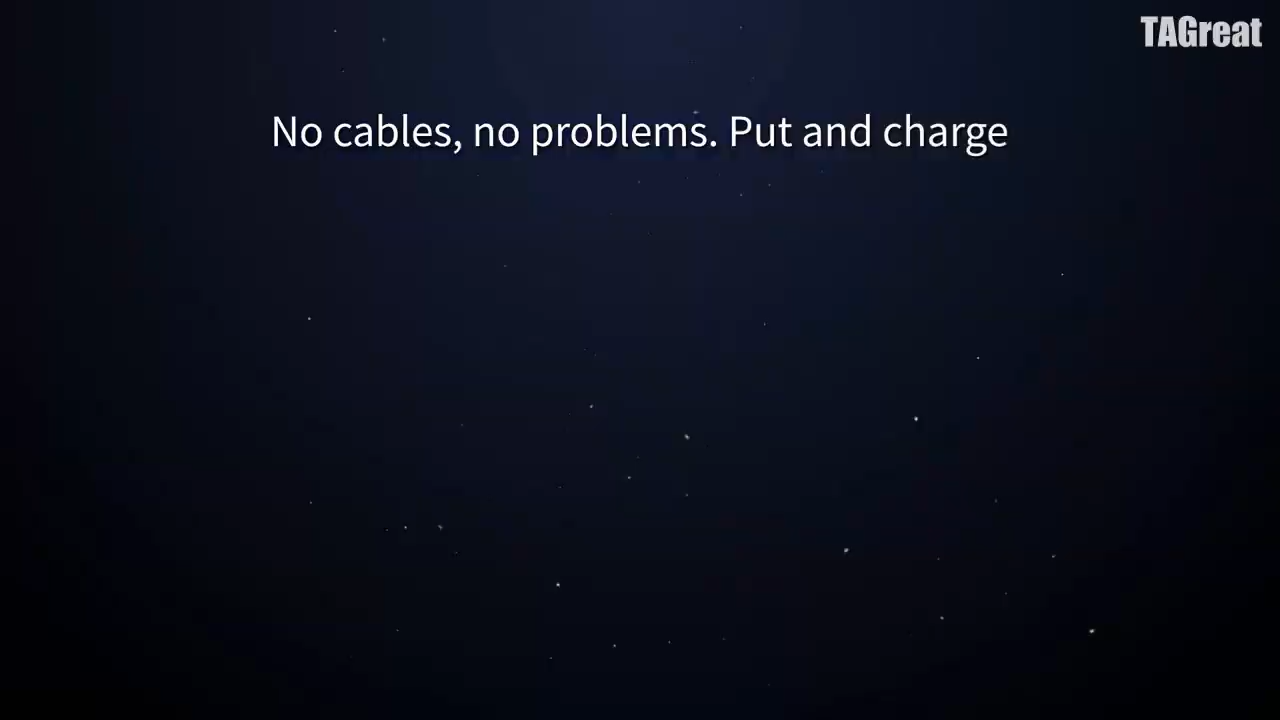 TAGreat
No cables, no problems. Put and charge